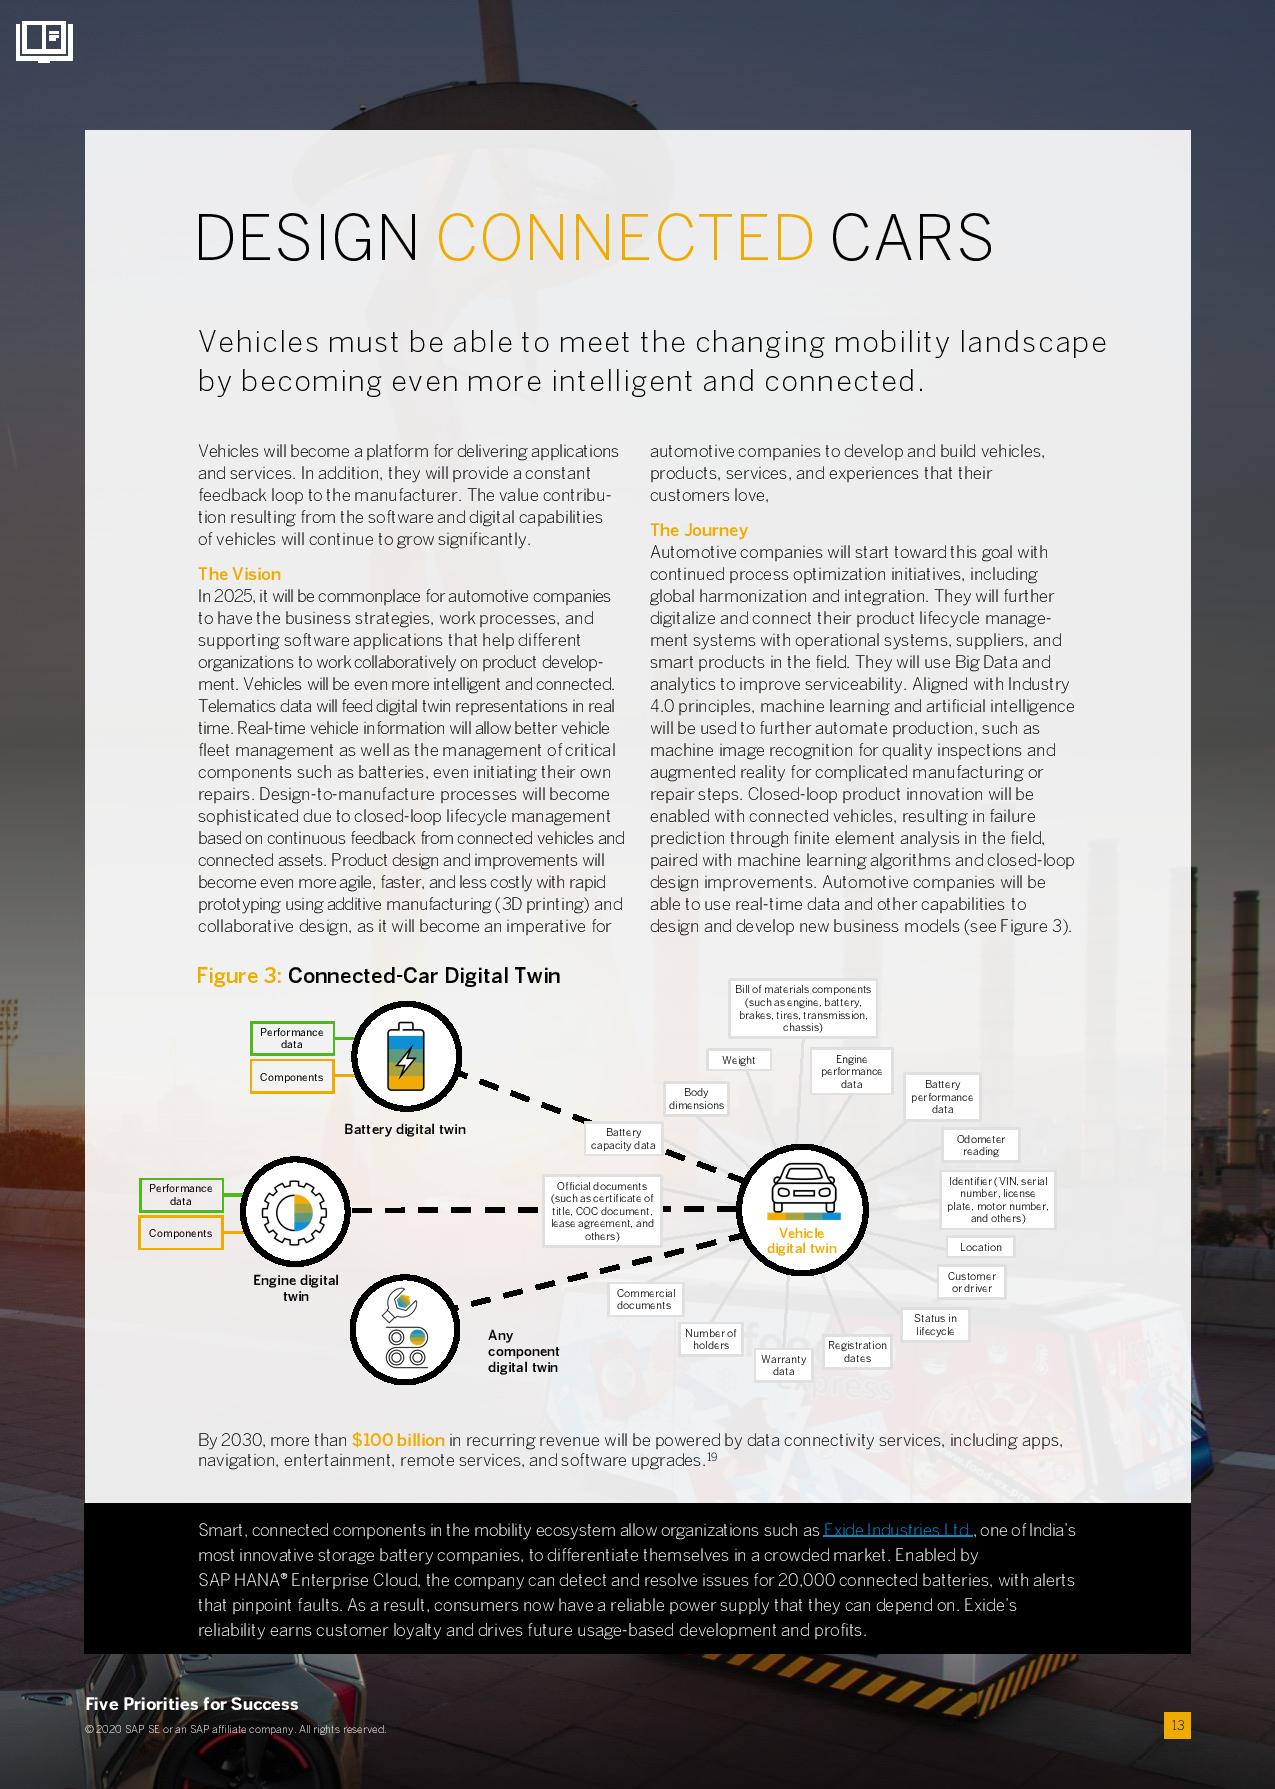 DESIGN CONNECTED CARS
Vehicles must be able to meet the changing mobility landscape
by becoming even more intelligent and connected.
Vehicles will become a platform for delivering applications
and services. In addition, they will provide a constant
feedback loop to the manufacturer. The value contribu-
tion resulting from the software and digital capabilities
of vehicles will continue to grow significantly.
The Vision
In 2025, it will be commonplace for automotive companies
to have the business strategies, work processes, and
supporting software applications that help different
organizations to work collaboratively on product develop-
ment. Vehicles will be even more intelligent and connected.
Telematics data will feed digital twin representations in real
time. Real-time vehicle information will allow better vehicle
fleet management as well as the management of critical
components such as batteries, even initiating their own
repairs. Design-to-manufacture processes will become
sophisticated due to closed-loop lifecycle management
based on continuous feedback from connected vehicles and
connected assets. Product design and improvements will
become even more agile, faster, and less costly with rapid
prototyping using additive manufacturing (3D printing) and
collaborative design, as it will become an imperative for
automotive companies to develop and build vehicles,
products, services, and experiences that their
customers love,
The Journey
Automotive companies will start toward this goal with
continued process optimization initiatives, including
global harmonization and integration. They will further
digitalize and connect their product lifecycle manage-
ment systems with operational systems, suppliers, and
smart products in the field. They will use Big Data and
analytics to improve serviceability. Aligned with Industry
4.0 principles, machine learning and artificial intelligence
will be used to further automate production, such as
machine image recognition for quality inspections and
augmented reality for complicated manufacturing or
repair steps. Closed-loop product innovation will be
enabled with connected vehicles, resulting in failure
prediction through finite element analysis in the field,
paired with machine learning algorithms and closed-loop
design improvements. Automotive companies will be
able to use real-time data and other capabilities to
design and develop new business models (see Figure 3).
Figure 3: Connected-Car Digital Twin
Performance
data
Components
Battery digital twin
Performance
data
Components
Engine digital
twin
Any
component
digital twin
Bill of materials components
(such as engine, battery,
brakes, tires, transmission,
chassis)
Weight
Engine
performance
data
Body
dimensions
Battery
performance
data
Battery
capacity data
Odometer
reading
Official documents
(such as certificate of
title, COC document,
lease agreement, and
others)
Identifier (VIN, serial
number, license
plate, motor number,
and others)
Vehicle
digital twin
Location
Customer
or driver
Commercial
documents
Status in
lifecycle
Number of
holders
Registration
dates
Warranty
data
By 2030, more than $100 billion in recurring revenue will be powered by data connectivity services, including apps,
navigation, entertainment, remote services, and software upgrades.19
Smart, connected components in the mobility ecosystem allow organizations such as Exide Industries Ltd., one of India's
most innovative storage battery companies, to differentiate themselves in a crowded market. Enabled by
SAP HANA® Enterprise Cloud, the company can detect and resolve issues for 20,000 connected batteries, with alerts
that pinpoint faults. As a result, consumers now have a reliable power supply that they can depend on. Exide's
reliability earns customer loyalty and drives future usage-based development and profits.
Five Priorities for Success
© 2020 SAP SE or an SAP affiliate company. All rights reserved.
13